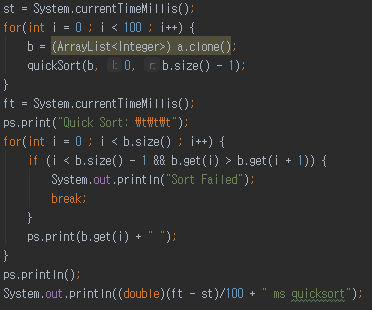 st = System.currentTimeMillis();
for(int i = 0 ; i < 100 ; i++) {
b = (ArrayList<Integer>) a.clone();
quickSort(b, l: 0, r: b.size() - 1);
}
ft = System.currentTimeMillis();
ps.print("Quick Sort: ₩t₩t₩t");
for(int i = 0 ; i < b.size() ; i++) {
if (i < b.size() - 1 && b.get(i) > b.get(i + 1)) {
System.out.println("Sort Failed");
break;
}
ps.print(b.get(i) + " ");
}
ps.println();
System.out.println((double)(ft - st)/100 + " ms quicksort");